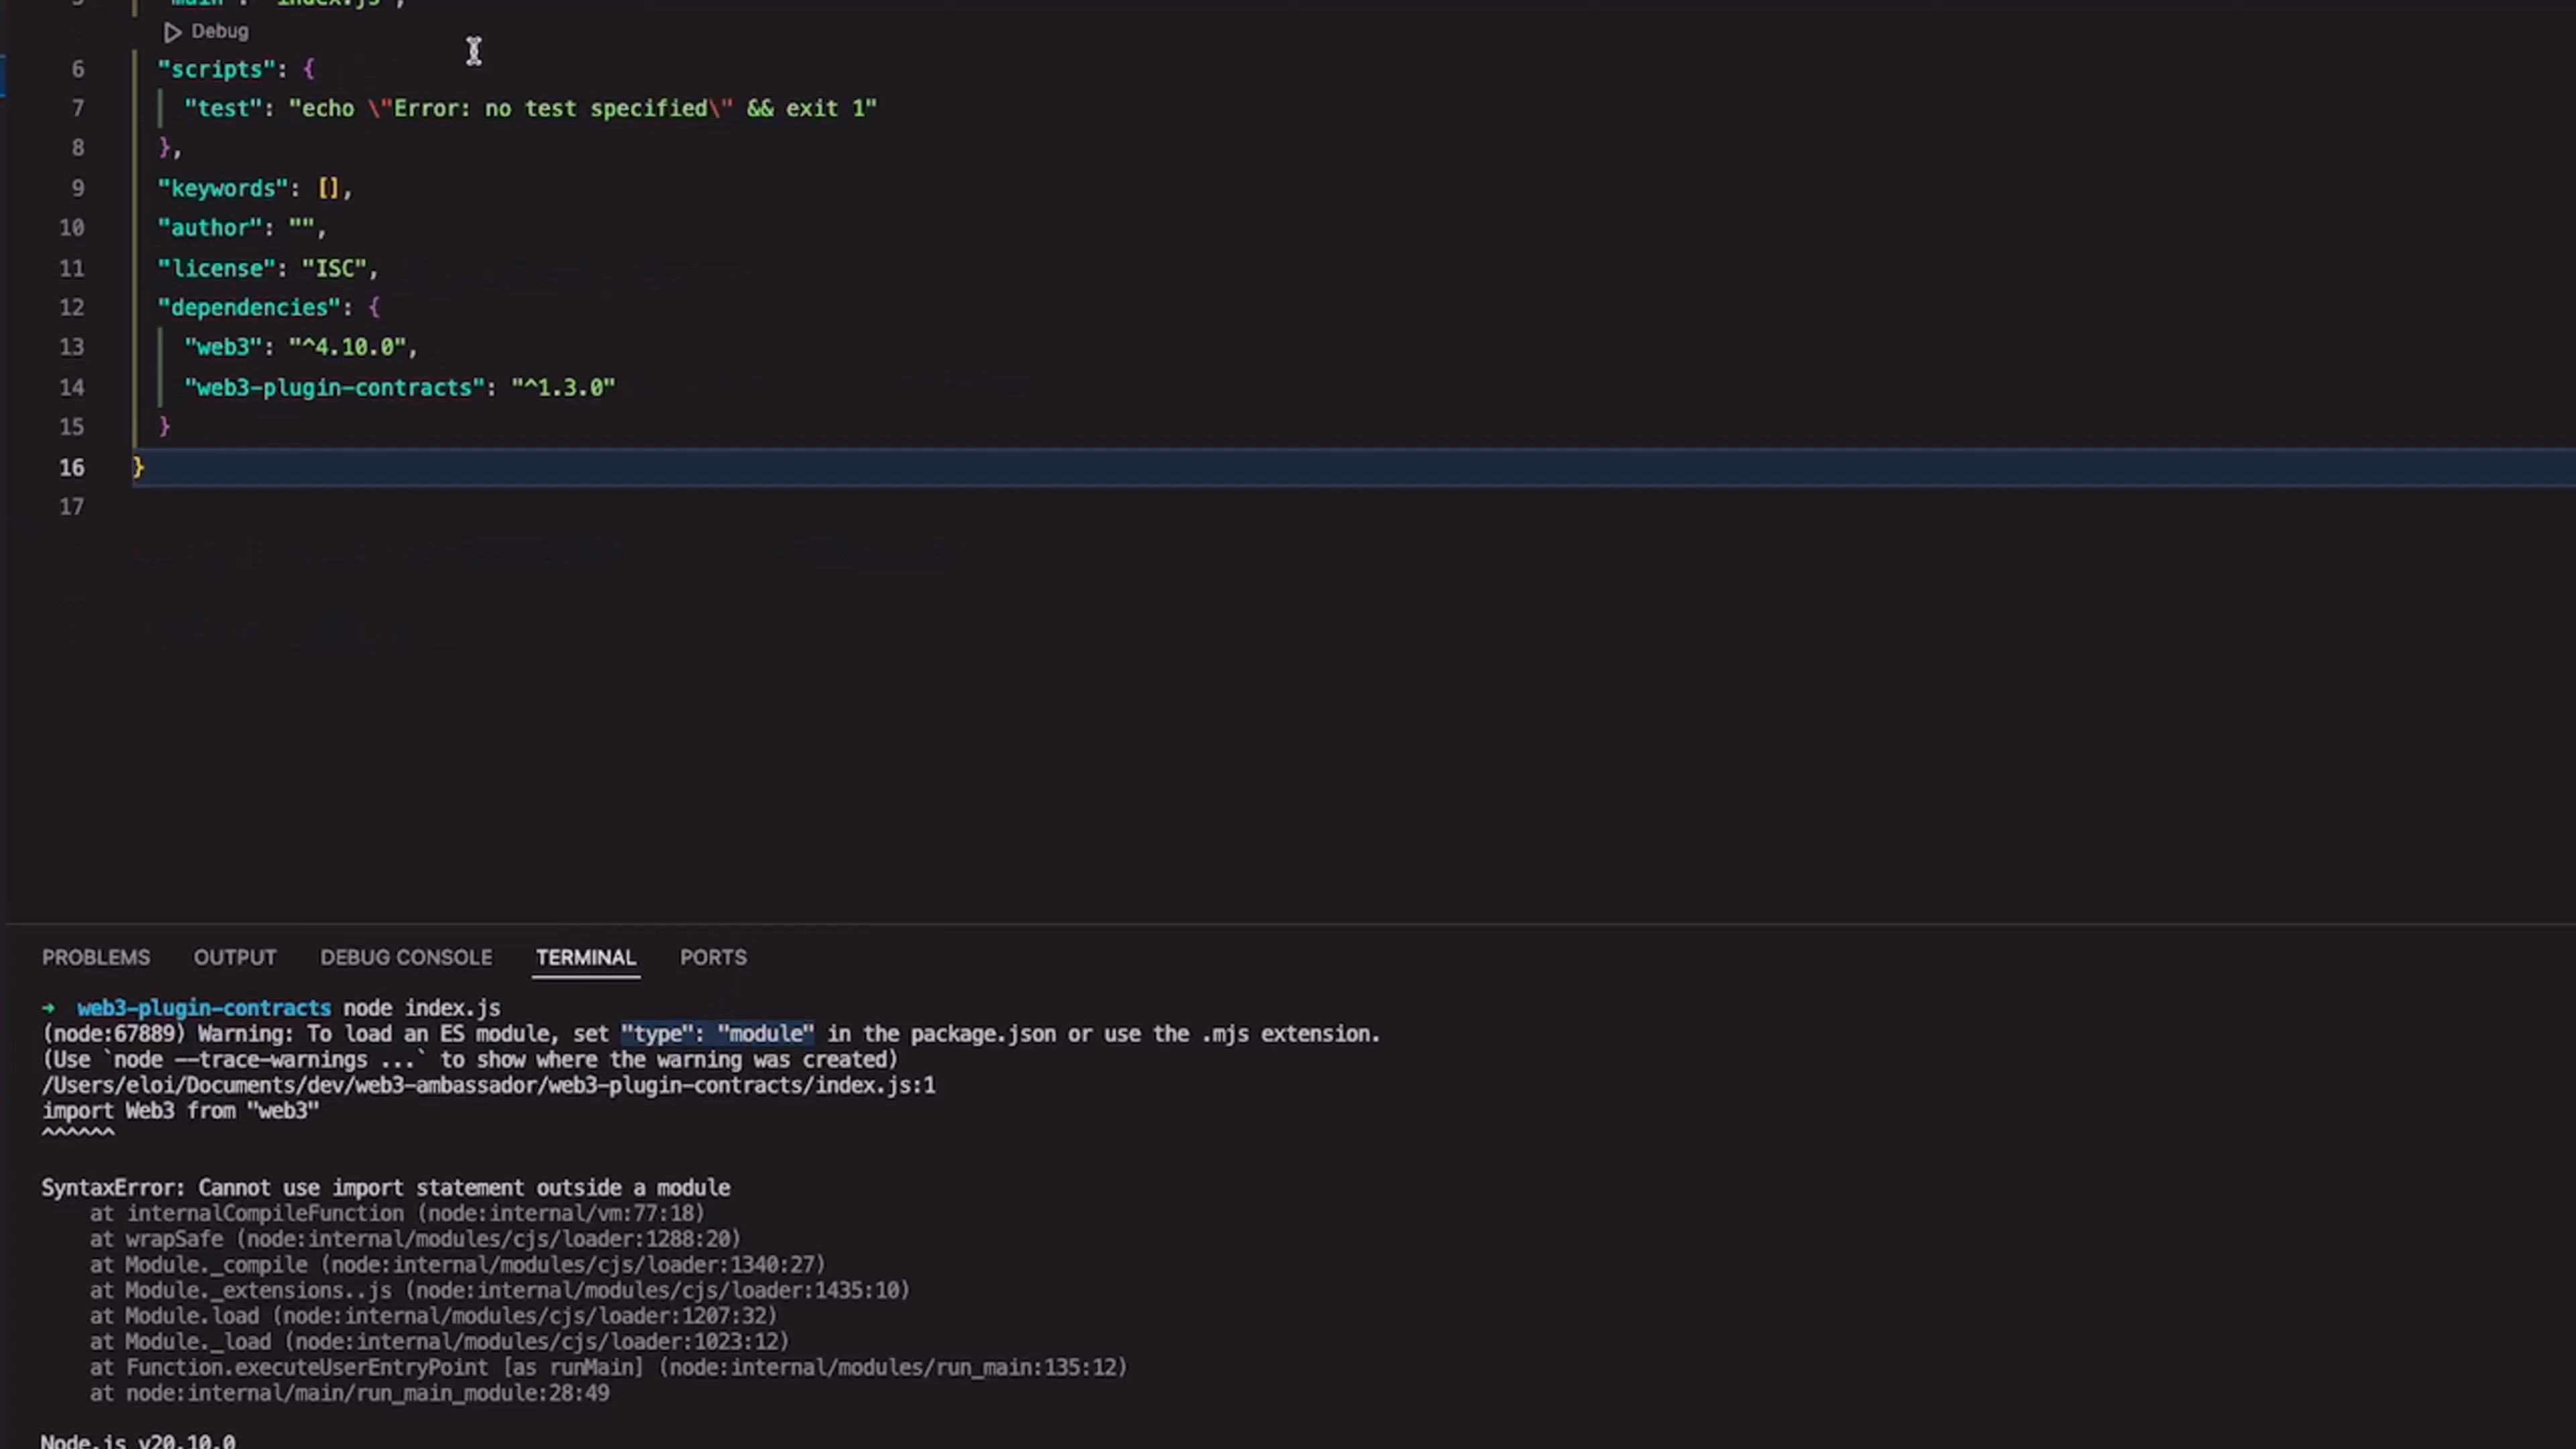 5 "main": "index.js",
Debug
6 "scripts": {
7 "test": "echo \"Error: no test specified\" && exit 1"
8 },
9 "keywords": [],
10 "author": "",
11 "license": "ISC",
12 "dependencies": {
13 "web3": "^4.10.0",
14 "web3-plugin-contracts": "^1.3.0"
15 }
16 }
17
PROBLEMS OUTPUT DEBUG CONSOLE TERMINAL PORTS
→ web3-plugin-contracts node index.js
(node:67889) Warning: To load an ES module, set "type": "module" in the package.json or use the .mjs extension.
(Use `node --trace-warnings ...` to show where the warning was created)
/Users/eloi/Documents/dev/web3-ambassador/web3-plugin-contracts/index.js:1
import Web3 from "web3"
^^^^^^
SyntaxError: Cannot use import statement outside a module
at internalCompileFunction (node:internal/vm:77:18)
at wrapSafe (node:internal/modules/cjs/loader:1288:20)
at Module._compile (node:internal/modules/cjs/loader:1340:27)
at Module._extensions..js (node:internal/modules/cjs/loader:1435:10)
at Module.load (node:internal/modules/cjs/loader:1207:32)
at Module._load (node:internal/modules/cjs/loader:1023:12)
at Function.executeUserEntryPoint [as runMain] (node:internal/modules/run_main:135:12)
at node:internal/main/run_main_module:28:49
Node.js v20.10.0